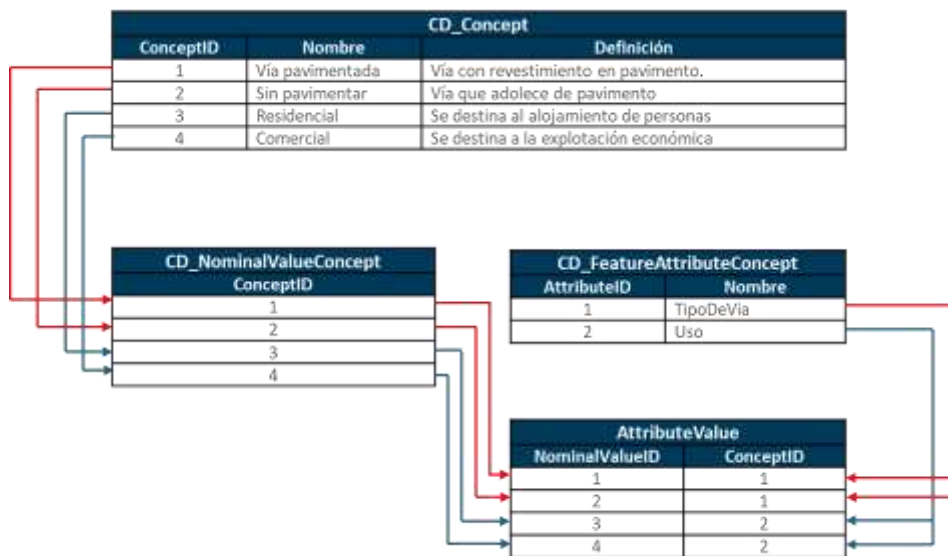 CD_Concept
ConceptID Nombre Definición
1 Vía pavimentada Vía con revestimiento en pavimento.
2 Sin pavimentar Vía que adolece de pavimento
3 Residencial Se destina al alojamiento de personas
4 Comercial Se destina a la explotación económica
CD_NominalValueConcept
ConceptID
1
2
3
4
CD_FeatureAttributeConcept
AttributeID Nombre
1 TipoDeVia
2 Uso
AttributeValue
NominalValueID ConceptID
1 1
2 1
3 2
4 2